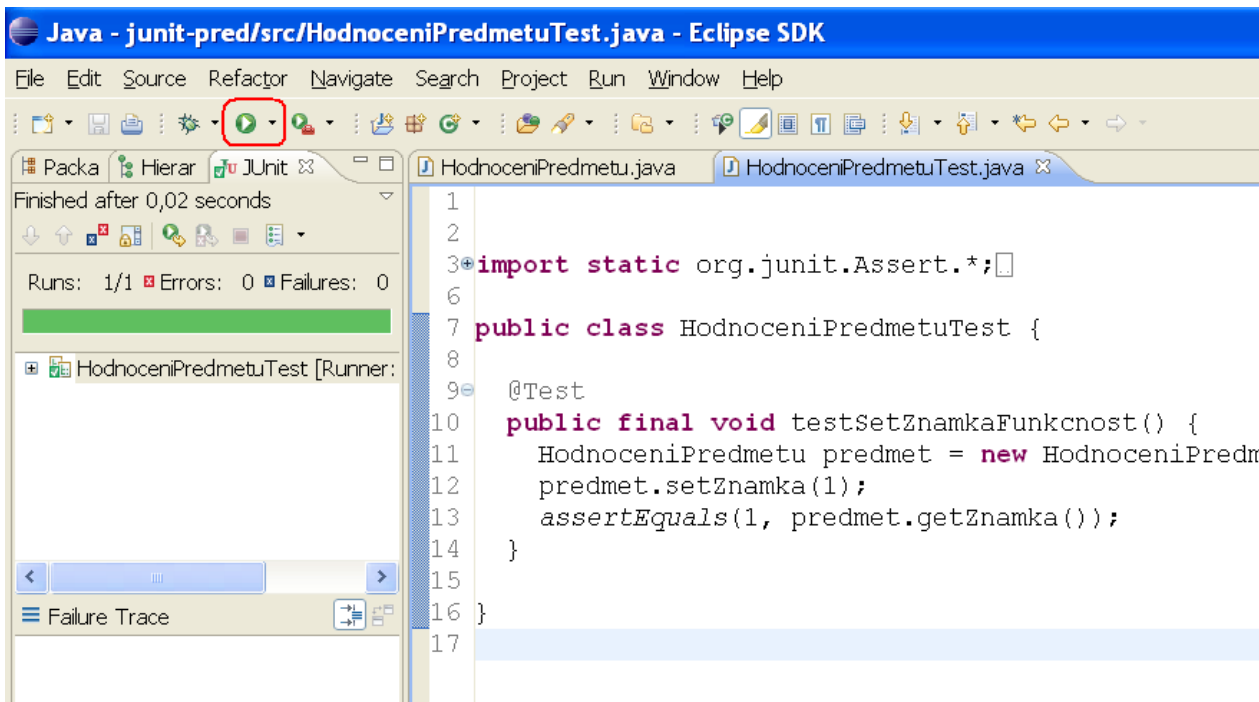 Java - junit-pred/src/HodnoceniPredmetuTest.java - Eclipse SDK
File Edit Source Refactor Navigate Search Project Run Window Help
Packa Hierar JUnit
HodnoceniPredmetu.java HodnoceniPredmetuTest.java
Finished after 0,02 seconds
Runs: 1/1 Errors: 0 Failures: 0
HodnoceniPredmetuTest [Runner:
Failure Trace
1
2
3 import static org.junit.Assert.*;
6
7 public class HodnoceniPredmetuTest {
8
9 @Test
10 public final void testSetZnamkaFunkcnost() {
11 HodnoceniPredmetu predmet = new HodnoceniPredm
12 predmet.setZnamka(1);
13 assertEquals(1, predmet.getZnamka());
14 }
15
16 }
17